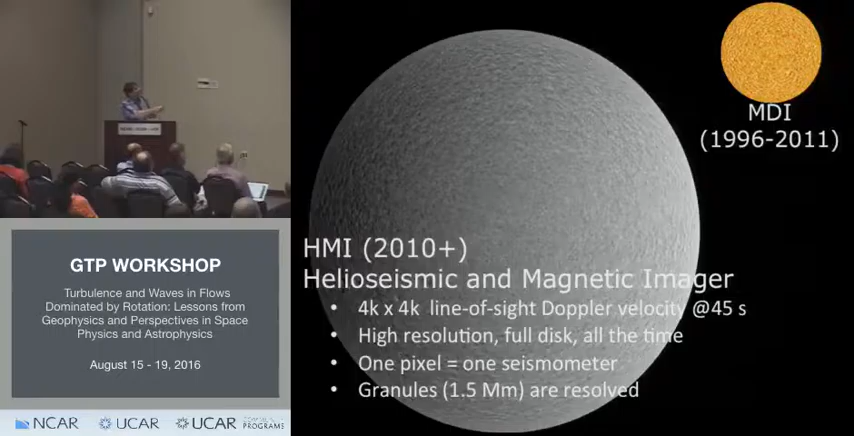 MDI
(1996-2011)
HMI (2010+)
Helioseismic and Magnetic Imager
• 4k x 4k line-of-sight Doppler velocity @45 s
• High resolution, full disk, all the time
• One pixel = one seismometer
• Granules (1.5 Mm) are resolved
GTP WORKSHOP
Turbulence and Waves in Flows
Dominated by Rotation: Lessons from
Geophysics and Perspectives in Space
Physics and Astrophysics
August 15 - 19, 2016
NCAR
UCAR
UCAR
PROGRAMS